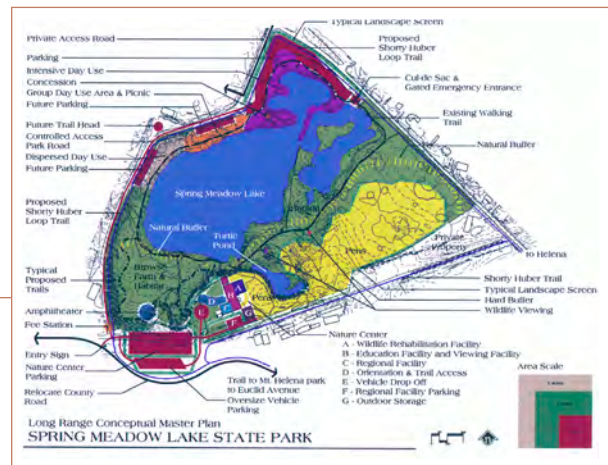 Typical Landscape Screen
Private Access Road
Proposed
Shorty Huber
Loop Trail
Parking
Intensive Day Use
Concession
Group Day Use Area & Picnic
Future Parking
Cul-de Sac &
Gated Emergency Entrance
Existing Walking
Trail
Future Trail Head
Controlled Access
Park Road
Dispersed Day Use
Future Parking
Natural Buffer
Spring Meadow Lake
Proposed
Shorty Huber
Loop Trail
Natural Buffer
Turtle
Pond
Pens
Private
Property
to Helena
Typical
Proposed
Trails
Habitat
Pens
Shorty Huber Trail
Typical Landscape Screen
Hard Buffer
Wildlife Viewing
Amphitheater
Fee Station
D
B
A
C
E
F
G
Entry Sign
Nature Center
Parking
Relocate County
Road
Nature Center
A - Wildlife Rehabilitation Facility
B - Education Facility and Viewing Facility
C - Regional Facility
D - Orientation & Trail Access
E - Vehicle Drop Off
F - Regional Facility Parking
G - Outdoor Storage
Trail to Mt. Helena park
to Euclid Avenue
Oversize Vehicle
Parking
Area Scale
Long Range Conceptual Master Plan
SPRING MEADOW LAKE STATE PARK